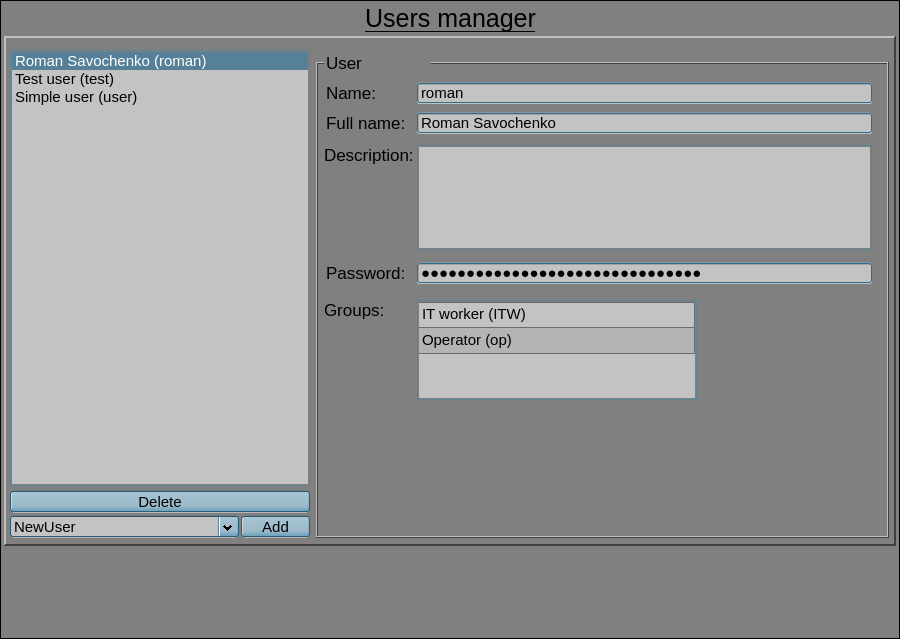 Users manager
Roman Savochenko (roman)
Test user (test)
Simple user (user)
Delete
NewUser
Add
User
Name:
roman
Full name:
Roman Savochenko
Description:
Password:
●●●●●●●●●●●●●●●●●●●●●●●●●●●●●●●
Groups:
IT worker (ITW)
Operator (op)